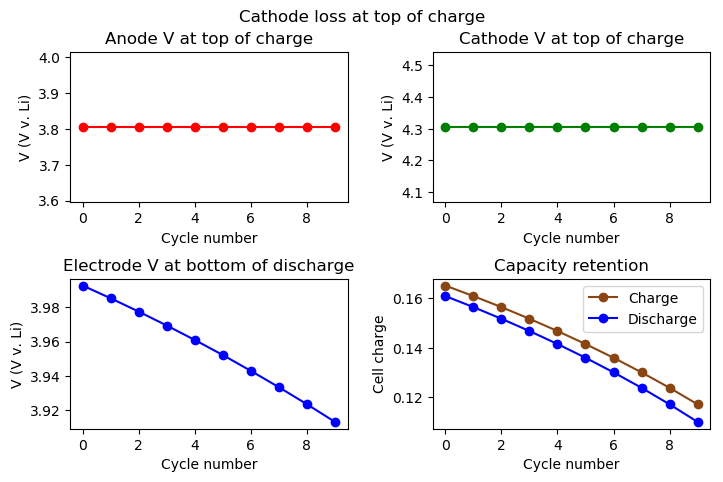 Cathode loss at top of charge
Anode V at top of charge
V (V v. Li)
4.0
3.9
3.8
3.7
3.6
0 2 4 6 8
Cycle number
Cathode V at top of charge
V (V v. Li)
4.5
4.4
4.3
4.2
4.1
0 2 4 6 8
Cycle number
Electrode V at bottom of discharge
V (V v. Li)
3.98
3.96
3.94
3.92
0 2 4 6 8
Cycle number
Capacity retention
Cell charge
0.16
0.14
0.12
Charge
Discharge
0 2 4 6 8
Cycle number